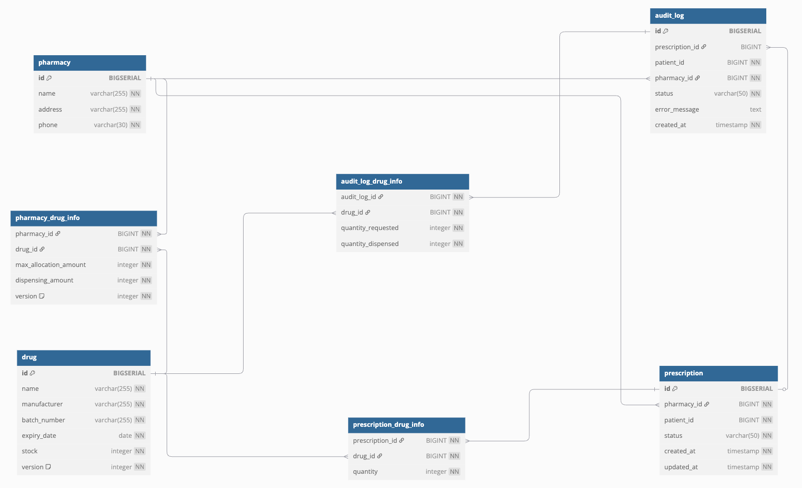 pharmacy
id BIGSERIAL
name varchar(255) NN
address varchar(255) NN
phone varchar(30) NN
audit_log
id BIGSERIAL
prescription_id BIGINT
patient_id BIGINT NN
pharmacy_id BIGINT NN
status varchar(50) NN
error_message text
created_at timestamp NN
audit_log_drug_info
audit_log_id BIGINT NN
drug_id BIGINT NN
quantity_requested integer NN
quantity_dispensed integer NN
pharmacy_drug_info
pharmacy_id BIGINT NN
drug_id BIGINT NN
max_allocation_amount integer NN
dispensing_amount integer NN
version integer NN
drug
id BIGSERIAL
name varchar(255) NN
manufacturer varchar(255) NN
batch_number varchar(255) NN
expiry_date date NN
stock integer NN
version integer NN
prescription_drug_info
prescription_id BIGINT NN
drug_id BIGINT NN
quantity integer NN
prescription
id BIGSERIAL
pharmacy_id BIGINT NN
patient_id BIGINT NN
status varchar(50) NN
created_at timestamp NN
updated_at timestamp NN